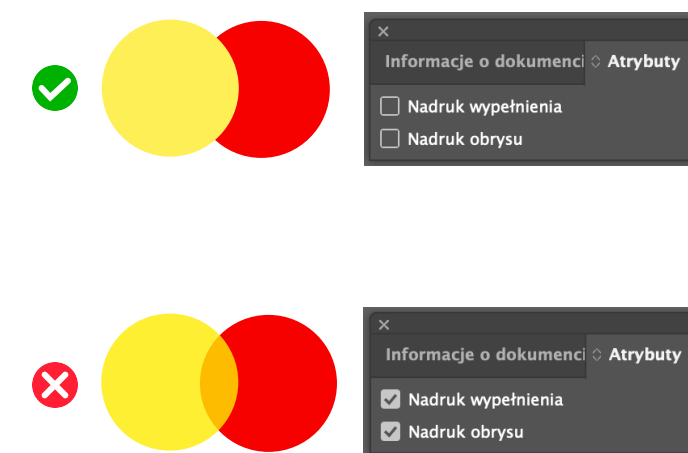 Informacje o dokumenci Atrybuty
Nadruk wypełnienia
Nadruk obrysu
Informacje o dokumenci Atrybuty
Nadruk wypełnienia
Nadruk obrysu